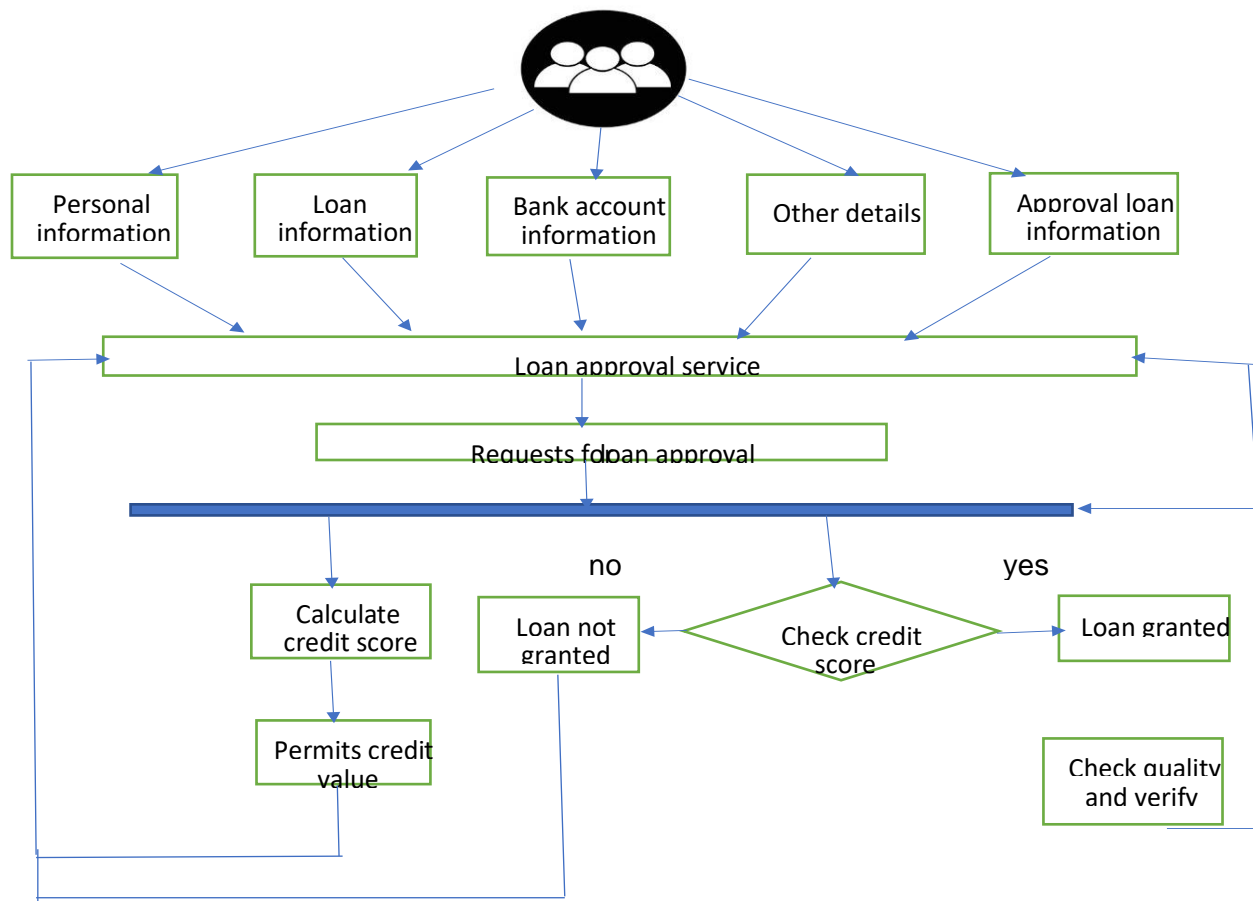 Personal
information
Loan
information
Bank account
information
Other details
Approval loan
information
Loan approval service
Requests for loan approval
no
yes
Calculate
credit score
Loan not
granted
Check credit
score
Loan granted
Permits credit
value
Check quality
and verify